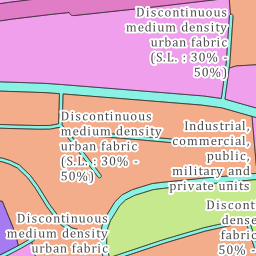 Discontinuous
medium density
urban fabric
(S.L. : 30% -
50%)
Discontinuous
medium density
urban fabric
(S.L. : 30% -
50%)
Industrial,
commercial,
public,
military and
private units
Discont
dense
fabric
50% -
Discontinuous
medium density
urban fabric